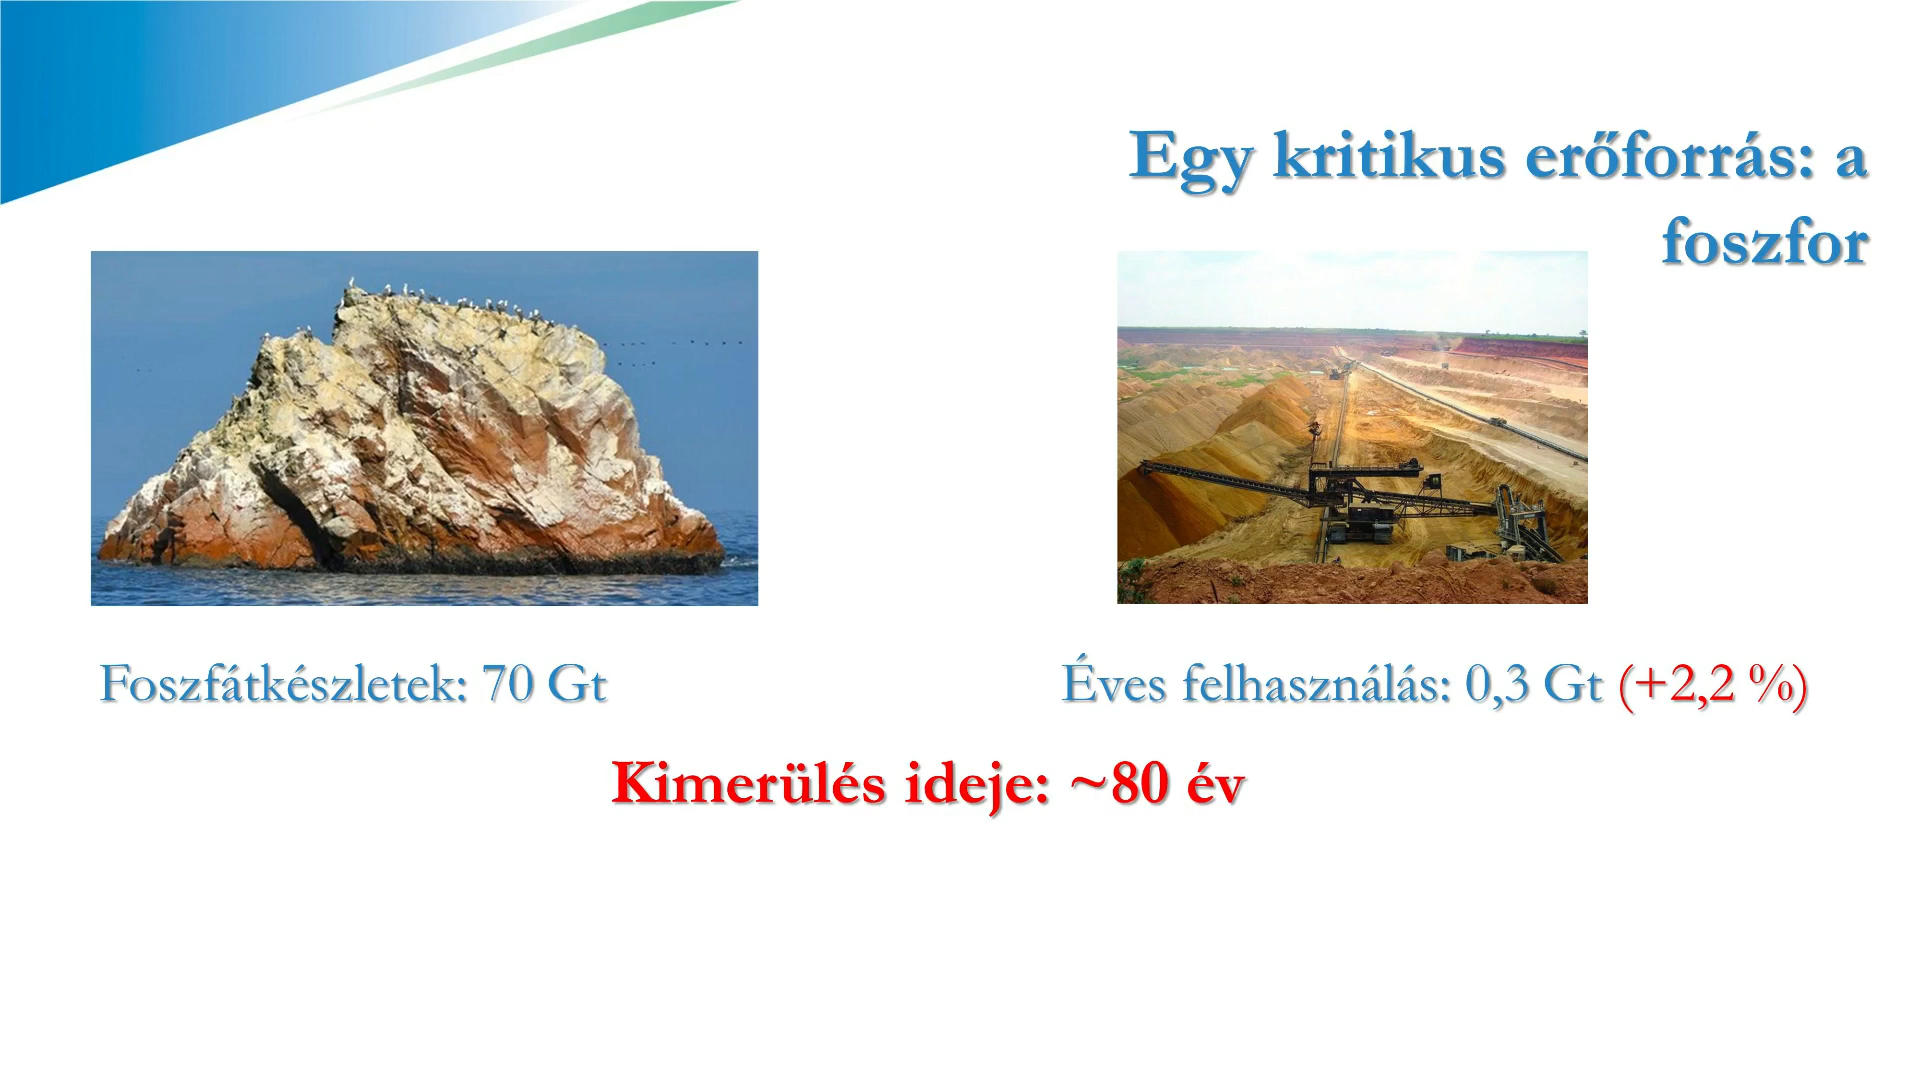 Egy kritikus erőforrás: a
foszfor
Foszfátkészletek: 70 Gt
Éves felhasználás: 0,3 Gt (+2,2 %)
Kimerülés ideje: ~80 év